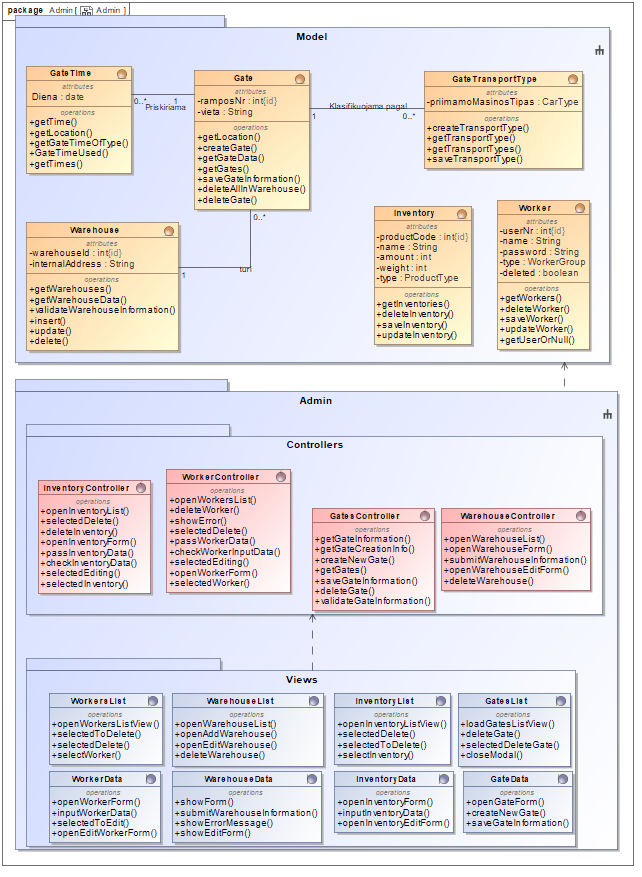 package Admin [ Admin ]
Model
GateTime
attributes
Diena : date
operations
+getTime()
+getLocation()
+getGateTimeOfType()
+GateTimeUsed()
+getTimes()
0..*
1
Priskiriama
Gate
attributes
-ramposNr : int{id}
-vieta : String
operations
+getLocation()
+createGate()
+getGateData()
+getGates()
+saveGateInformation()
+deleteAllInWarehouse()
+deleteGate()
Klasifikuojama pagal
1
0..*
GateTransportType
attributes
-priimamoMasinosTipas : CarType
operations
+createTransportType()
+getTransportType()
+getTransportTypes()
+saveTransportType()
Warehouse
attributes
-warehouseId : int{id}
-internalAddress : String
operations
+getWarehouses()
+getWarehouseData()
+validateWarehouseInformation()
+insert()
+update()
+delete()
0..*
1
turi
Inventory
attributes
-productCode : int{id}
-name : String
-amount : int
-weight : int
-type : ProductType
operations
+getInventories()
+deleteInventory()
+saveInventory()
+updateInventory()
Worker
attributes
-userNr : int{id}
-name : String
-password : String
-type : WorkerGroup
-deleted : boolean
operations
+getWorkers()
+deleteWorker()
+saveWorker()
+updateWorker()
+getUserOrNull()
Admin
Controllers
InventoryController
operations
+openInventoryList()
+selectedDelete()
+deleteInventory()
+openInventoryForm()
+passInventoryData()
+checkInventoryData()
+selectedEditing()
+selectedInventory()
WorkerController
operations
+openWorkersList()
+deleteWorker()
+showError()
+selectedDelete()
+passWorkerData()
+checkWorkerInputData()
+selectedEditing()
+openWorkerForm()
+selectedWorker()
GatesController
operations
+getGateInformation()
+getGateCreationInfo()
+createNewGate()
+getGates()
+saveGateInformation()
+deleteGate()
+validateGateInformation()
WarehouseController
operations
+openWarehouseList()
+openWarehouseForm()
+submitWarehouseInformation()
+openWarehouseEditForm()
+deleteWarehouse()
Views
WorkersList
operations
+openWorkersListView()
+selectedToDelete()
+selectedDelete()
+selectWorker()
WarehouseList
operations
+openWarehouseList()
+openAddWarehouse()
+openEditWarehouse()
+deleteWarehouse()
InventoryList
operations
+openInventoryListView()
+selectedDelete()
+selectedToDelete()
+selectInventory()
GatesList
operations
+loadGatesListView()
+deleteGate()
+selectedDeleteGate()
+closeModal()
WorkerData
operations
+openWorkerForm()
+inputWorkerData()
+selectedToEdit()
+openEditWorkerForm()
WarehouseData
operations
+showForm()
+submitWarehouseInformation()
+showErrorMessage()
+showEditForm()
InventoryData
operations
+openInventoryForm()
+inputInventoryData()
+openInventoryEditForm()
GateData
operations
+openGateForm()
+createNewGate()
+saveGateInformation()